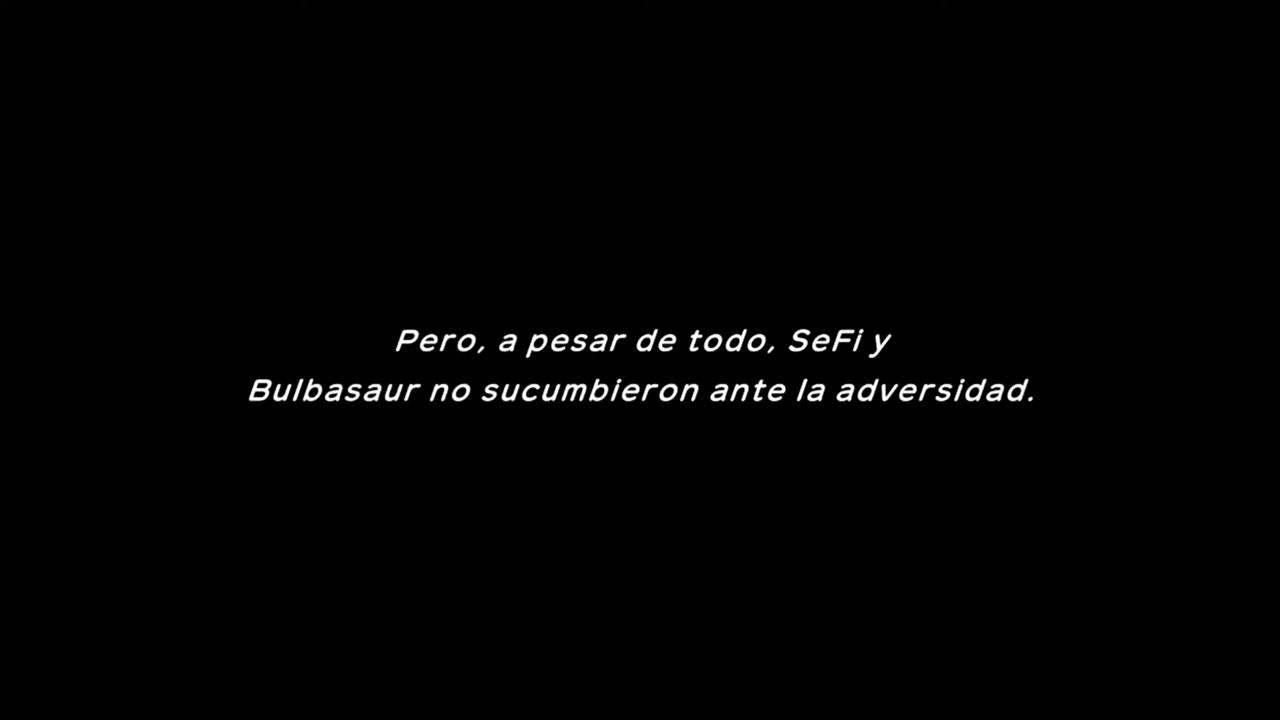 Pero, a pesar de todo, SeFi y
Bulbasaur no sucumbieron ante la adversidad.